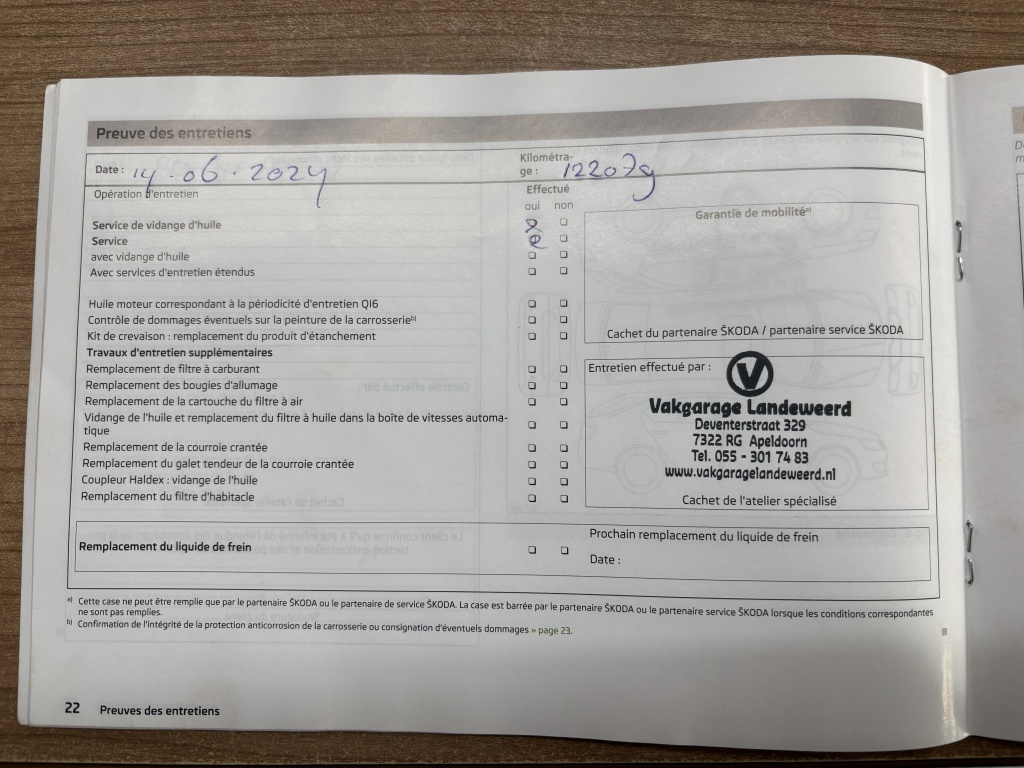 Preuve des entretiens
Date : 14-06.2024
Kilométra-
ge : 122079
Opération d'entretien
Effectué
oui non
Service de vidange d'huile
Service
avec vidange d'huile
Avec services d'entretien étendus
Huile moteur correspondant à la périodicité d'entretien QI6
Contrôle de dommages éventuels sur la peinture de la carrosserie b)
Kit de crevaison : remplacement du produit d'étanchement
Travaux d'entretien supplémentaires
Remplacement de filtre à carburant
Remplacement des bougies d'allumage
Remplacement de la cartouche du filtre à air
Vidange de l'huile et remplacement du filtre à huile dans la boîte de vitesses automa-
tique
Remplacement de la courroie crantée
Remplacement du galet tendeur de la courroie crantée
Coupleur Haldex : vidange de l'huile
Remplacement du filtre d'habitacle
Garantie de mobilité a)
Cachet du partenaire ŠKODA / partenaire service ŠKODA
Entretien effectué par :
V
Vakgarage Landeweerd
Deventerstraat 329
7322 RG Apeldoorn
Tel. 055 - 301 74 83
www.vakgaragelandeweerd.nl
Cachet de l'atelier spécialisé
Remplacement du liquide de frein
Prochain remplacement du liquide de frein
Date :
a) Cette case ne peut être remplie que par le partenaire ŠKODA ou le partenaire de service ŠKODA. La case est barrée par le partenaire ŠKODA ou le partenaire service ŠKODA lorsque les conditions correspondantes
ne sont pas remplies.
b) Confirmation de l'intégrité de la protection anticorrosion de la carrosserie ou consignation d'éventuels dommages » page 23.
22 Preuves des entretiens